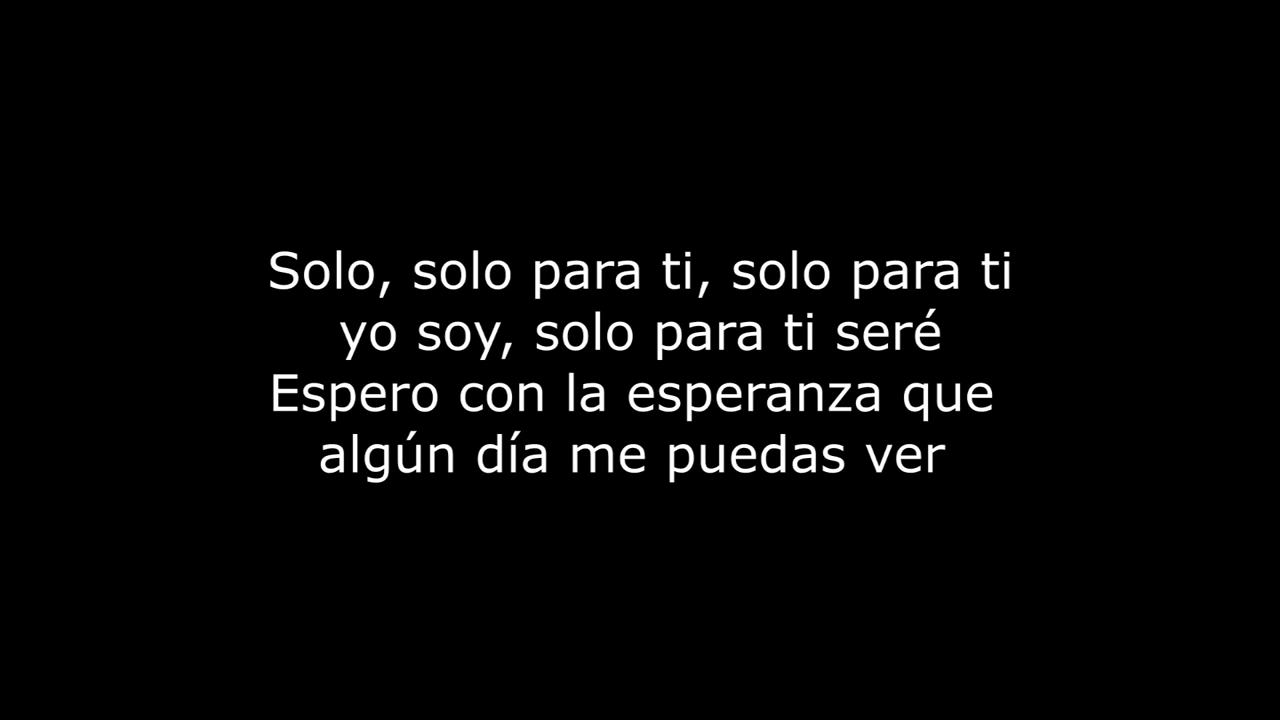 Solo, solo para ti, solo para ti
yo soy, solo para ti seré
Espero con la esperanza que
algún día me puedas ver